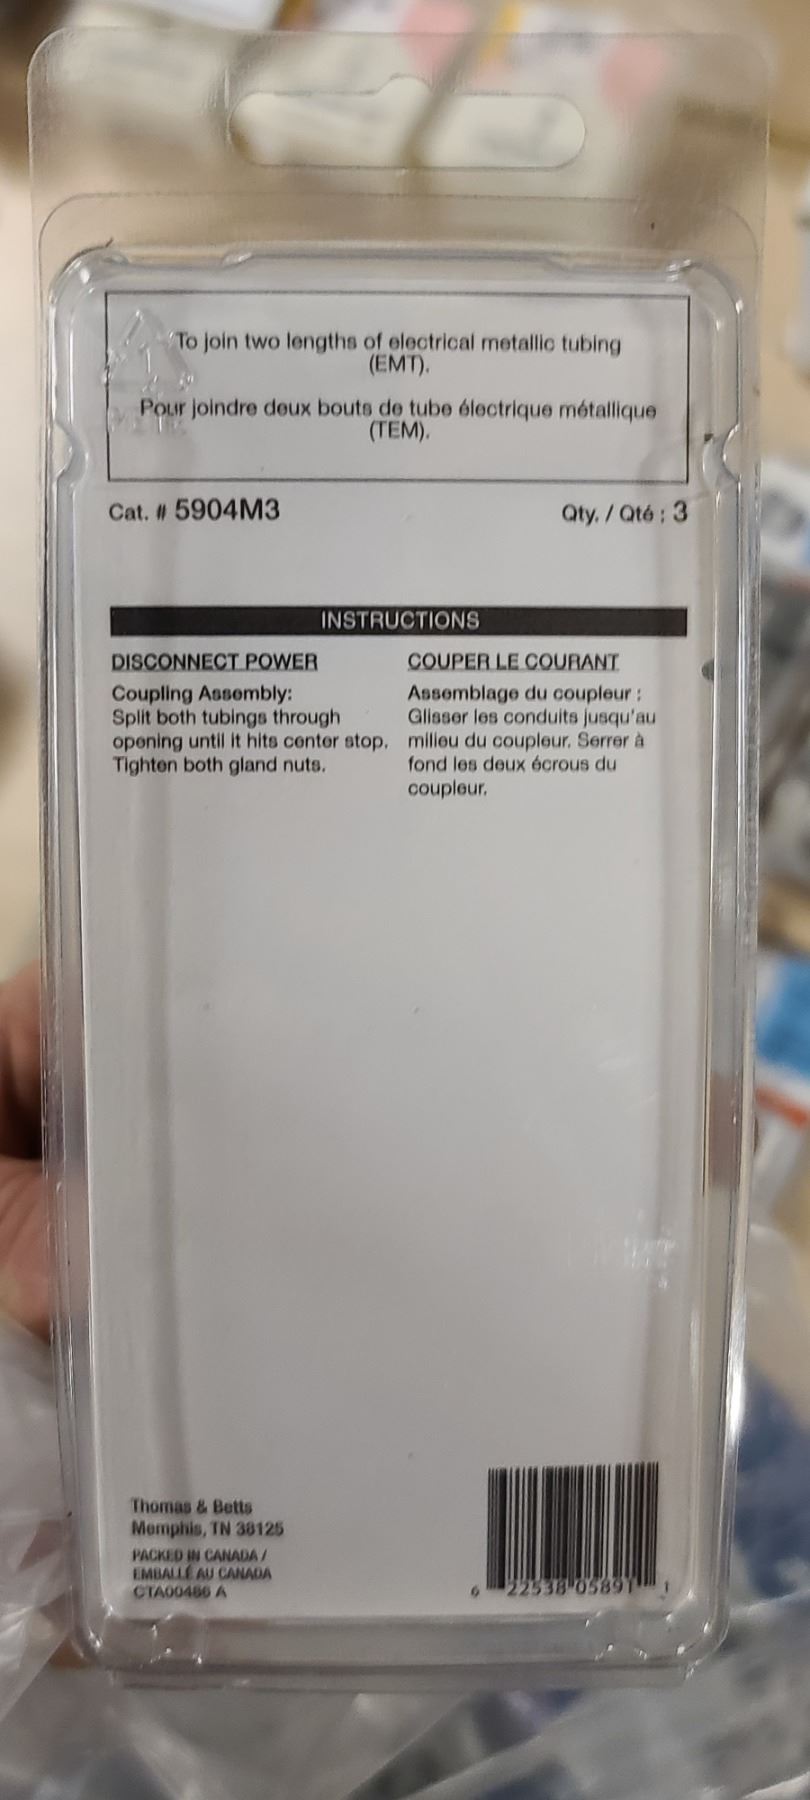 To join two lengths of electrical metallic tubing
(EMT).
Pour joindre deux bouts de tube électrique métallique
(TEM).
Cat. # 5904M3
Qty. / Qté : 3
INSTRUCTIONS
DISCONNECT POWER
Coupling Assembly:
Split both tubings through
opening until it hits center stop.
Tighten both gland nuts.
COUPER LE COURANT
Assemblage du coupleur :
Glisser les conduits jusqu'au
milieu du coupleur. Serrer à
fond les deux écrous du
coupleur.
Thomas & Betts
Memphis, TN 38125
PACKED IN CANADA /
EMBALLÉ AU CANADA
CTA00486 A
6 22538 05891 1